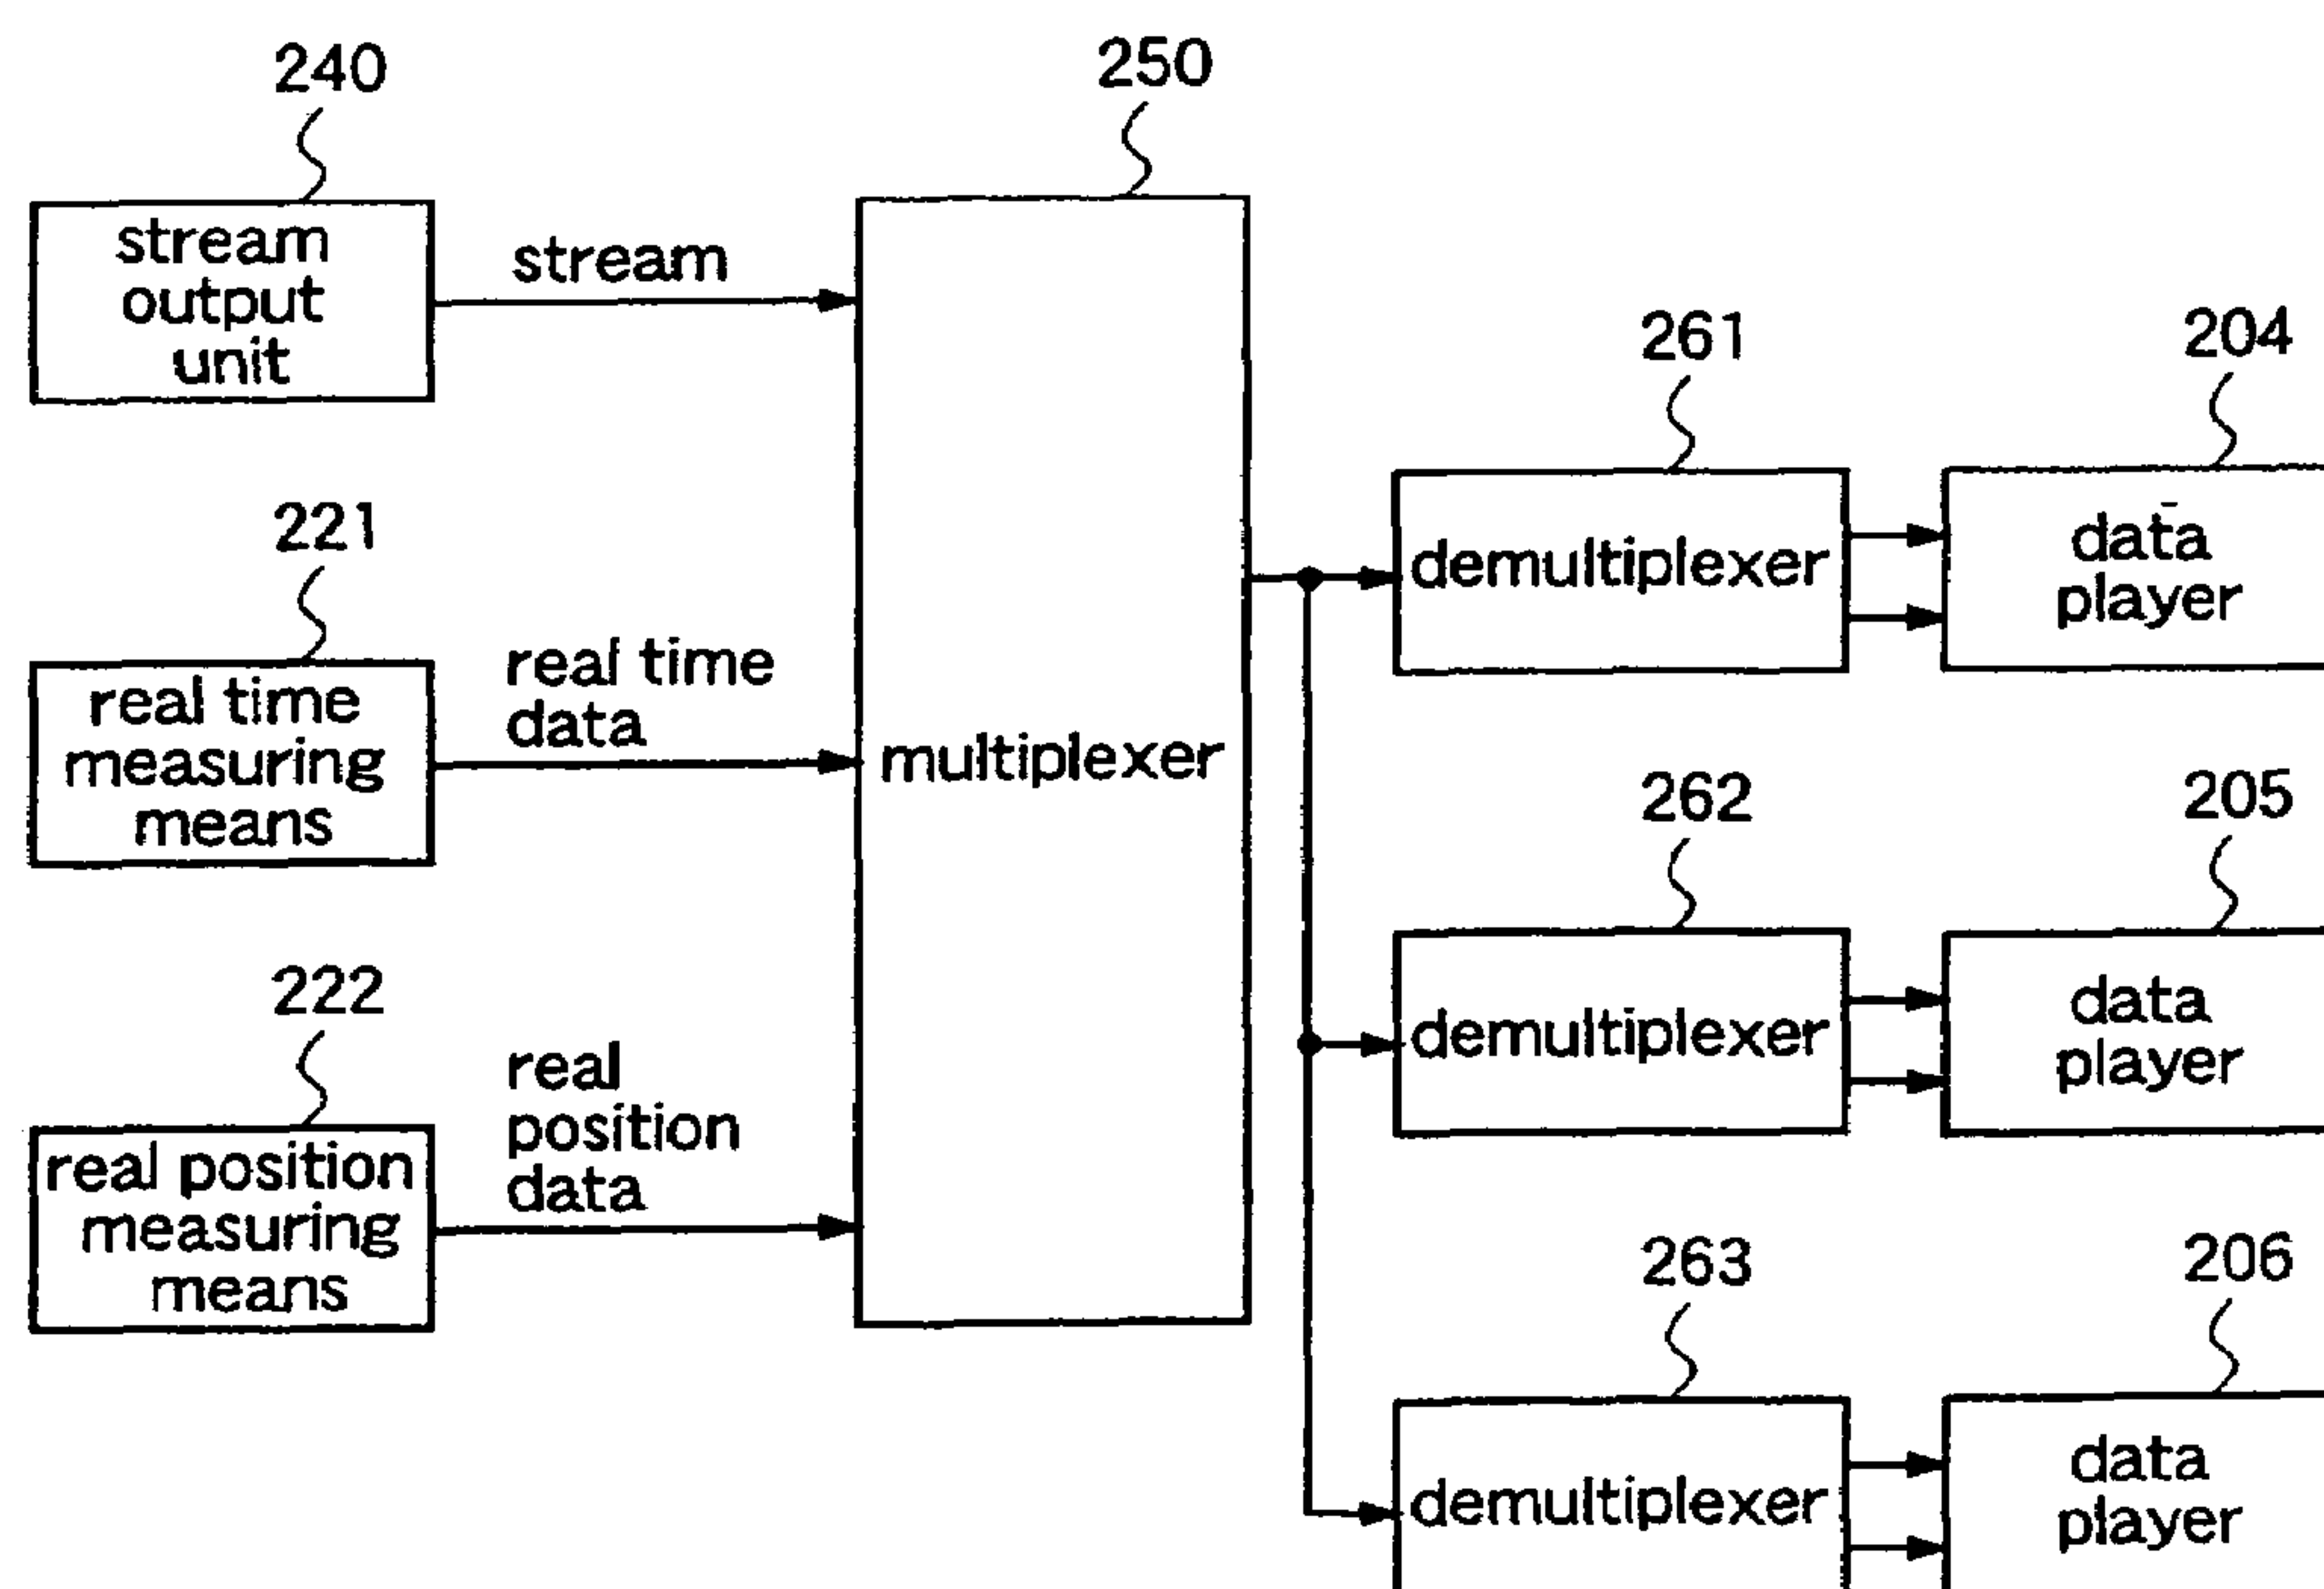 240
250
stream
output
unit
stream
261
204
demultiplexer
data
player
221
real time
measuring
means
real time
data
multiplexer
262
205
demultiplexer
data
player
222
real position
measuring
means
real
position
data
263
206
demultiplexer
data
player